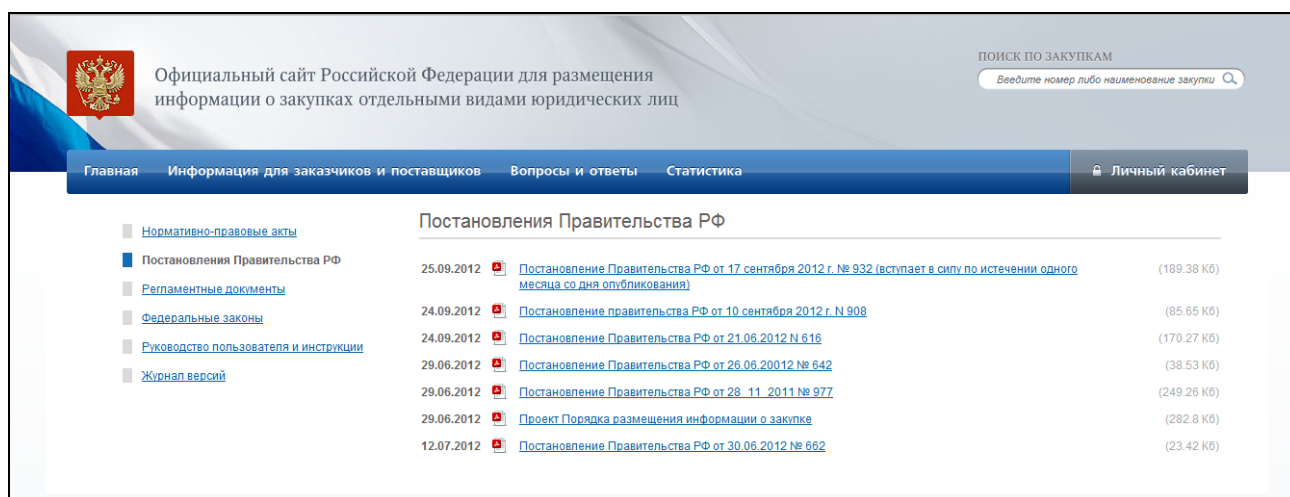 Официальный сайт Российской Федерации для размещения
информации о закупках отдельными видами юридических лиц
ПОИСК ПО ЗАКУПКАМ
Введите номер либо наименование закупки
Главная Информация для заказчиков и поставщиков Вопросы и ответы Статистика Личный кабинет
Нормативно-правовые акты
Постановления Правительства РФ
Регламентные документы
Федеральные законы
Руководство пользователя и инструкции
Журнал версий
Постановления Правительства РФ
25.09.2012 Постановление Правительства РФ от 17 сентября 2012 г. № 932 (вступает в силу по истечении одного (189.38 Кб)
месяца со дня опубликования)
24.09.2012 Постановление правительства РФ от 10 сентября 2012 г. N 908 (85.65 Кб)
24.09.2012 Постановление Правительства РФ от 21.06.2012 N 616 (170.27 Кб)
29.06.2012 Постановление Правительства РФ от 26.06.20012 № 642 (38.53 Кб)
29.06.2012 Постановление Правительства РФ от 28_11_2011 № 977 (249.26 Кб)
29.06.2012 Проект Порядка размещения информации о закупке (282.8 Кб)
12.07.2012 Постановление Правительства РФ от 30.06.2012 № 662 (23.42 Кб)